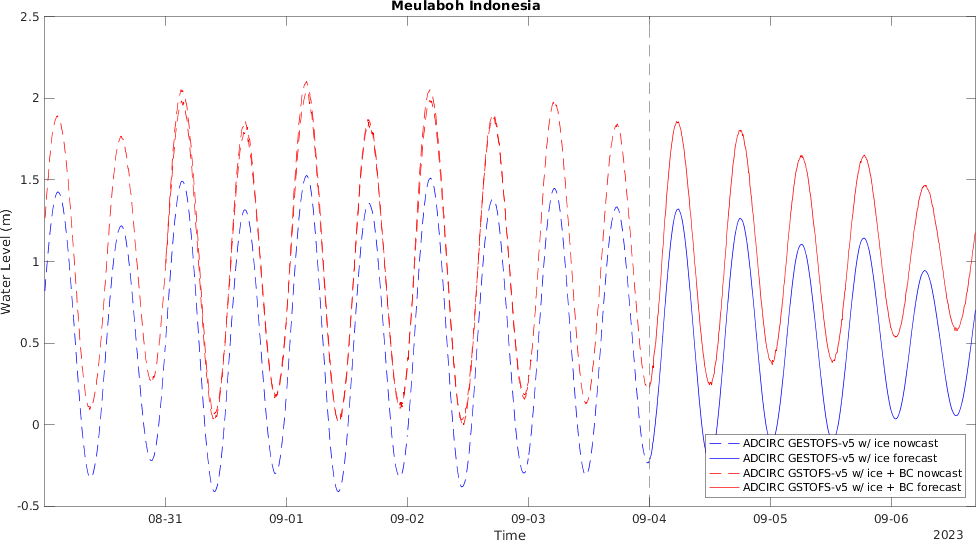 Meulaboh Indonesia
2.5
2
1.5
1
0.5
0
-0.5
Water Level (m)
08-31
09-01
09-02
09-03
09-04
09-05
09-06
Time
2023
ADCIRC GESTOFS-v5 w/ ice nowcast
ADCIRC GESTOFS-v5 w/ ice forecast
ADCIRC GSTOFS-v5 w/ ice + BC nowcast
ADCIRC GSTOFS-v5 w/ ice + BC forecast